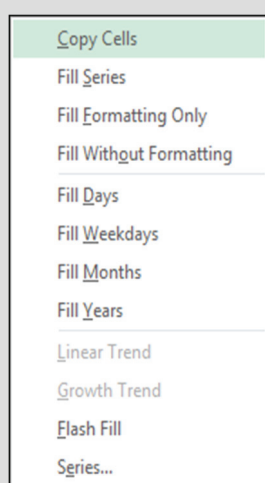 Copy Cells
Fill Series
Fill Formatting Only
Fill Without Formatting
Fill Days
Fill Weekdays
Fill Months
Fill Years
Linear Trend
Growth Trend
Flash Fill
Series...